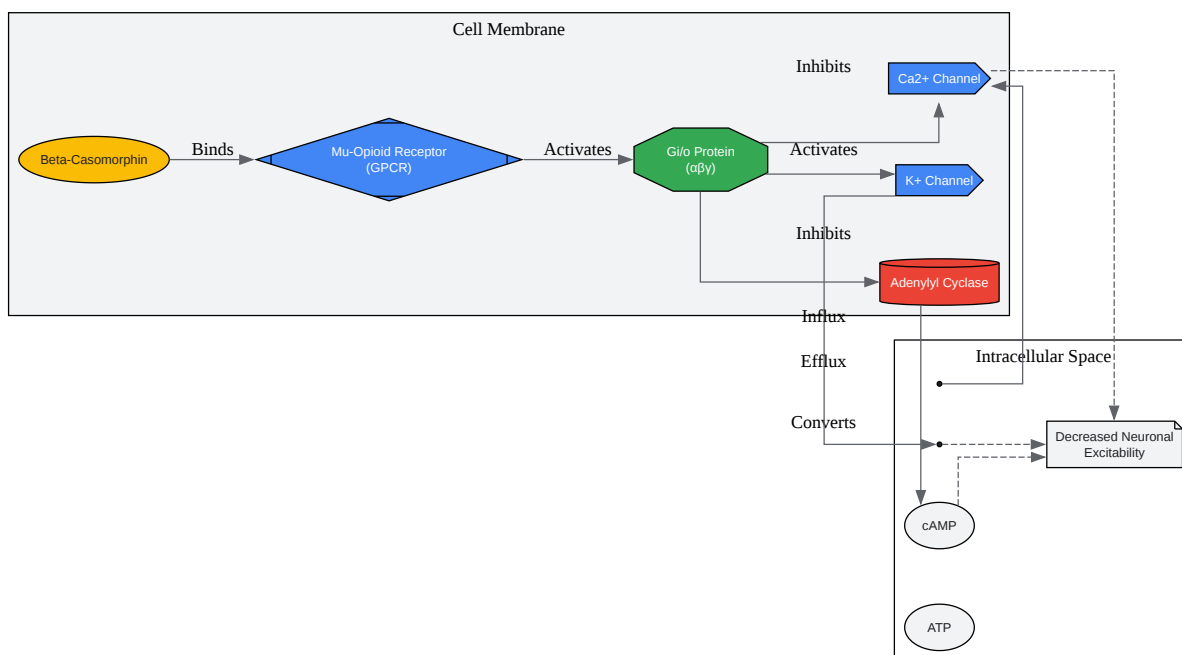 Cell Membrane
Inhibits
Ca2+ Channel
Beta-Casomorphin
Binds
Mu-Opioid Receptor
(GPCR)
Activates
Gi/o Protein
(αβγ)
Activates
K+ Channel
Inhibits
Adenylyl Cyclase
Influx
Intracellular Space
Efflux
Converts
Decreased Neuronal
Excitability
cAMP
ATP